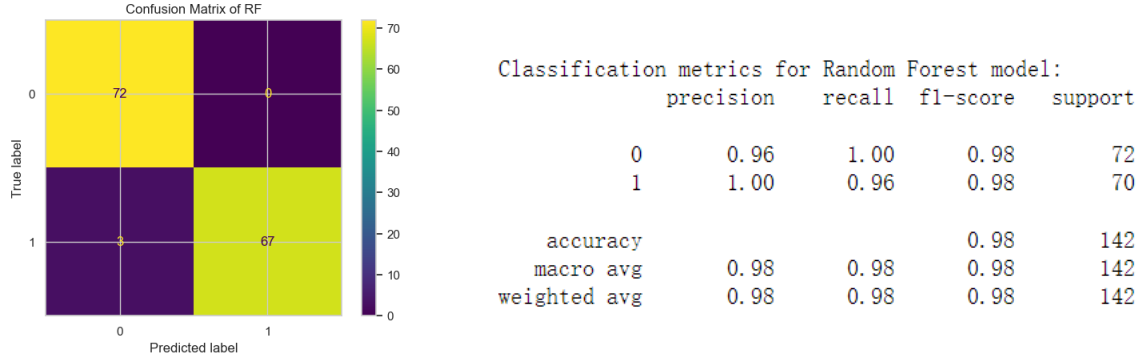 Confusion Matrix of RF
True label
0
1
72
0
3
67
0
1
Predicted label
70
60
50
40
30
20
10
0
Classification metrics for Random Forest model:
precision recall f1-score support
0 0.96 1.00 0.98 72
1 1.00 0.96 0.98 70
accuracy 0.98 142
macro avg 0.98 0.98 0.98 142
weighted avg 0.98 0.98 0.98 142